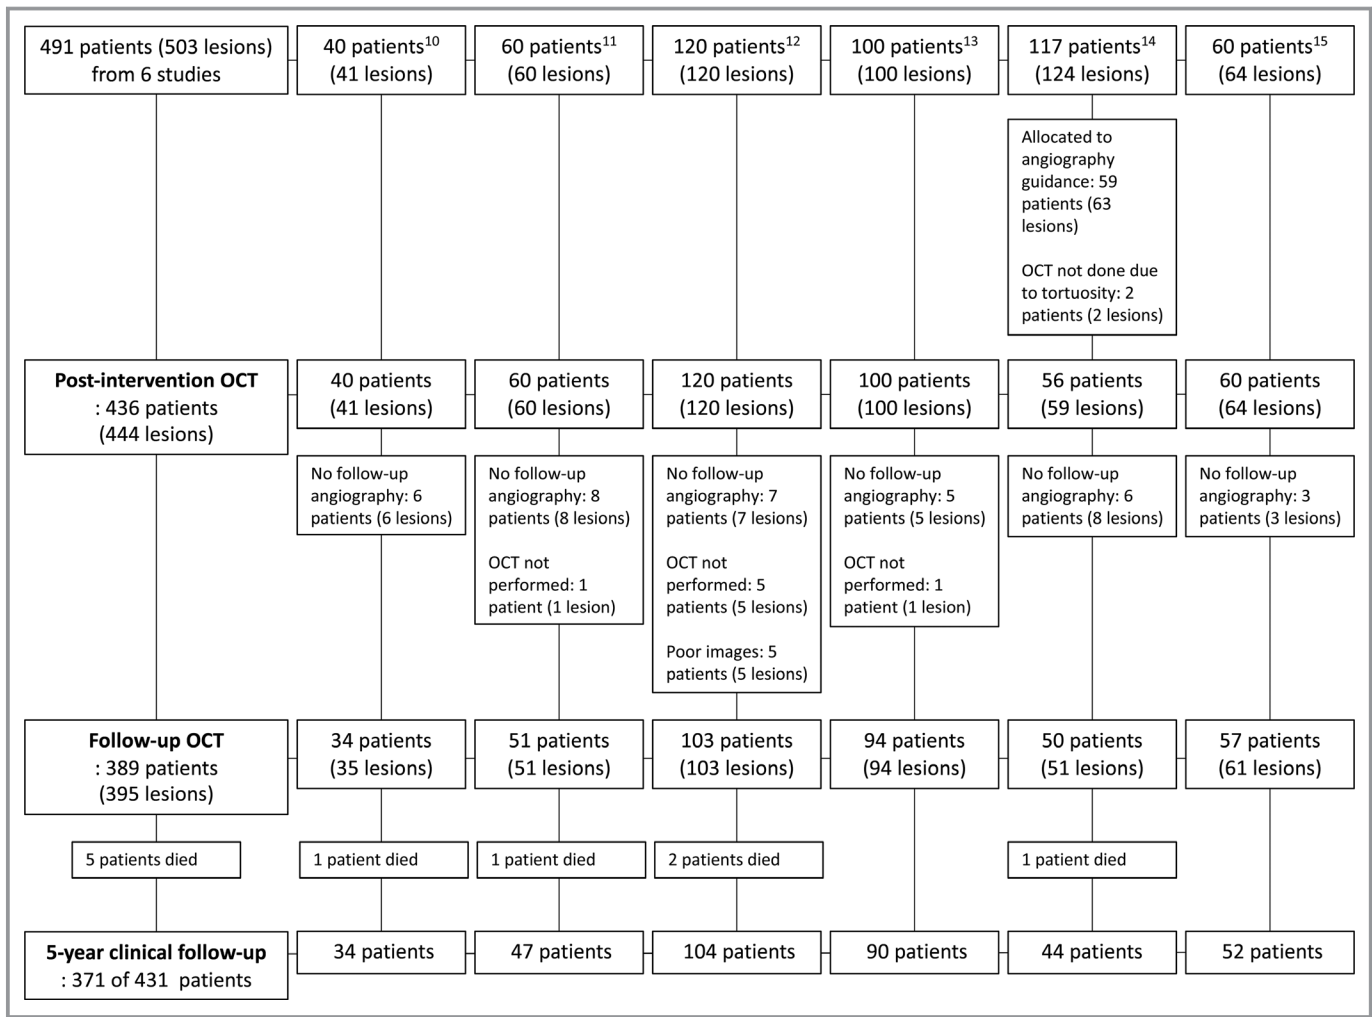 491 patients (503 lesions)
from 6 studies
40 patients10
(41 lesions)
60 patients11
(60 lesions)
120 patients12
(120 lesions)
100 patients13
(100 lesions)
117 patients14
(124 lesions)
60 patients15
(64 lesions)
Allocated to
angiography
guidance: 59
patients (63
lesions)
OCT not done due
to tortuosity: 2
patients (2 lesions)
Post-intervention OCT
: 436 patients
(444 lesions)
40 patients
(41 lesions)
60 patients
(60 lesions)
120 patients
(120 lesions)
100 patients
(100 lesions)
56 patients
(59 lesions)
60 patients
(64 lesions)
No follow-up
angiography: 6
patients (6 lesions)
No follow-up
angiography: 8
patients (8 lesions)
OCT not
performed: 1
patient (1 lesion)
No follow-up
angiography: 7
patients (7 lesions)
OCT not
performed: 5
patients (5 lesions)
Poor images: 5
patients (5 lesions)
No follow-up
angiography: 5
patients (5 lesions)
OCT not
performed: 1
patient (1 lesion)
No follow-up
angiography: 6
patients (8 lesions)
No follow-up
angiography: 3
patients (3 lesions)
Follow-up OCT
: 389 patients
(395 lesions)
34 patients
(35 lesions)
51 patients
(51 lesions)
103 patients
(103 lesions)
94 patients
(94 lesions)
50 patients
(51 lesions)
57 patients
(61 lesions)
5 patients died
1 patient died
1 patient died
2 patients died
1 patient died
5-year clinical follow-up
: 371 of 431 patients
34 patients
47 patients
104 patients
90 patients
44 patients
52 patients